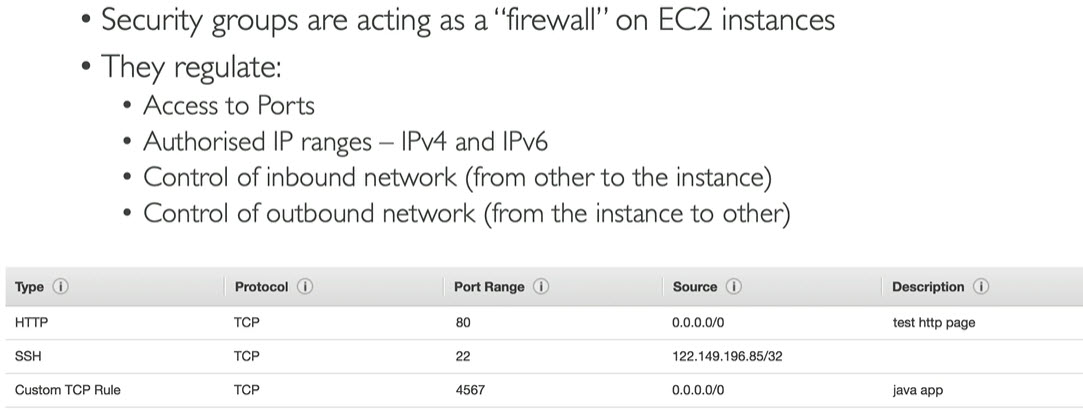 • Security groups are acting as a “firewall” on EC2 instances
• They regulate:
• Access to Ports
• Authorised IP ranges – IPv4 and IPv6
• Control of inbound network (from other to the instance)
• Control of outbound network (from the instance to other)
Type Protocol Port Range Source Description
HTTP TCP 80 0.0.0.0/0 test http page
SSH TCP 22 122.149.196.85/32
Custom TCP Rule TCP 4567 0.0.0.0/0 java app